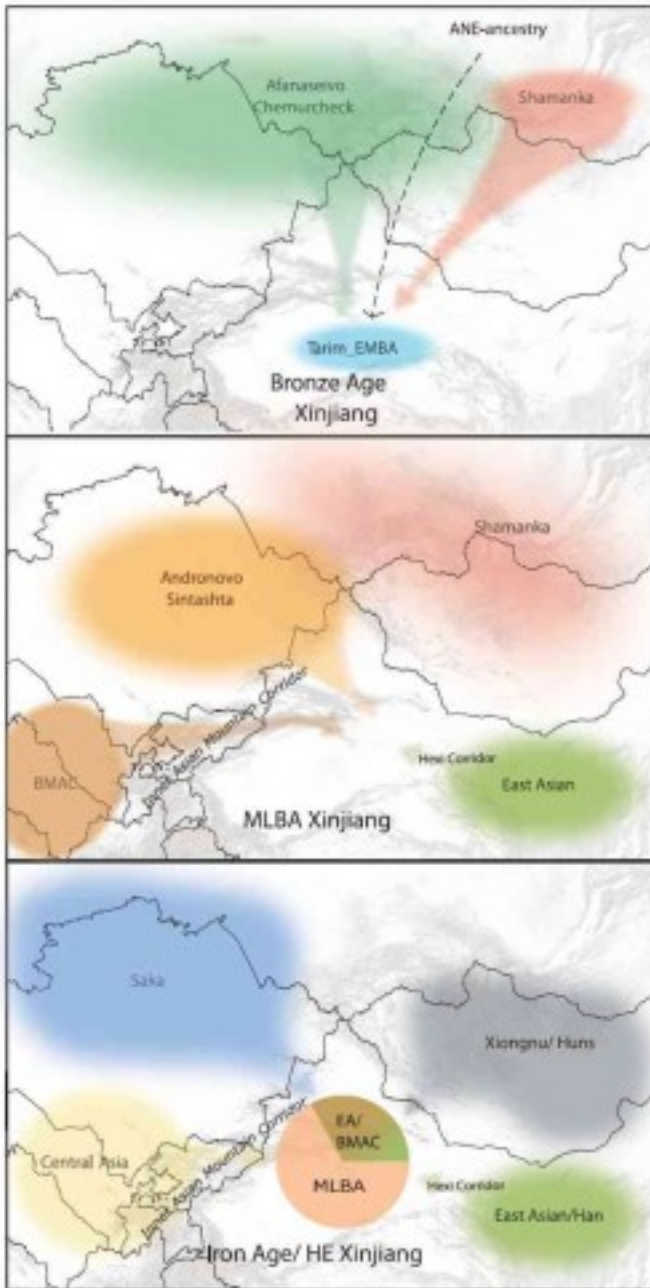 ANE-ancestry
Afanaseivo
Chemurcheck
Shamanka
Tarim_EMBA
Bronze Age
Xinjiang
Shamanka
Andronovo
Sintashta
Inner Asian Mountain Corridor
BMAC
Hexi Corridor
East Asian
MLBA Xinjiang
Saka
Xiongnu/ Huns
Inner Asian Mountain Corridor
EA/
BMAC
Central Asia
MLBA
Hexi Corridor
East Asian/Han
Iron Age/ HE Xinjiang